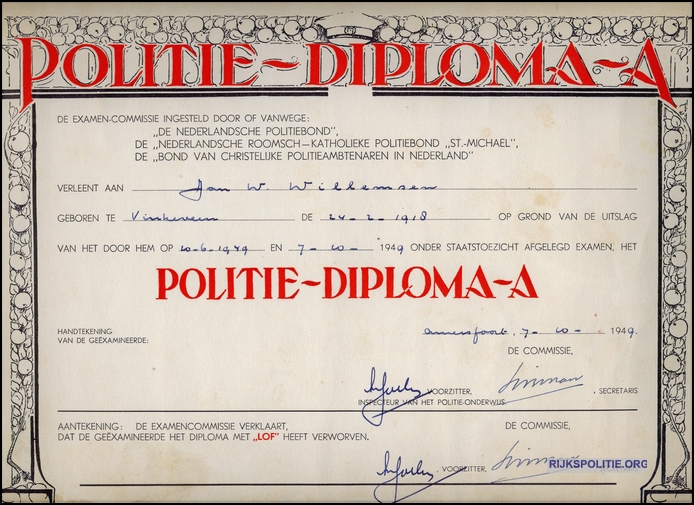 POLITIE-DIPLOMA-A
DE EXAMEN-COMMISSIE INGESTELD DOOR OF VANWEGE:
„DE NEDERLANDSCHE POLITIEBOND",
DE „NEDERLANDSCHE ROOMSCH-KATHOLIEKE POLITIEBOND „ST.-MICHAEL",
DE „BOND VAN CHRISTELIJKE POLITIEAMBTENAREN IN NEDERLAND"
VERLEENT AAN Jan W. Willemsen
GEBOREN TE Vinkeveen DE 24-2-1918 OP GROND VAN DE UITSLAG
VAN HET DOOR HEM OP 10-6-1949 EN 7-10-1949 ONDER STAATSTOEZICHT AFGELEGD EXAMEN, HET
POLITIE-DIPLOMA-A
Amersfoort, 7-10-1949.
HANDTEKENING
VAN DE GEËXAMINEERDE:
DE COMMISSIE,
VOORZITTER, , SECRETARIS
INSPECTEUR VAN HET POLITIE-ONDERWIJS.
AANTEKENING: DE EXAMENCOMMISSIE VERKLAART,
DAT DE GEËXAMINEERDE HET DIPLOMA MET „LOF" HEEFT VERWORVEN.
DE COMMISSIE,
, VOORZITTER,
RIJKSPOLITIE.ORG